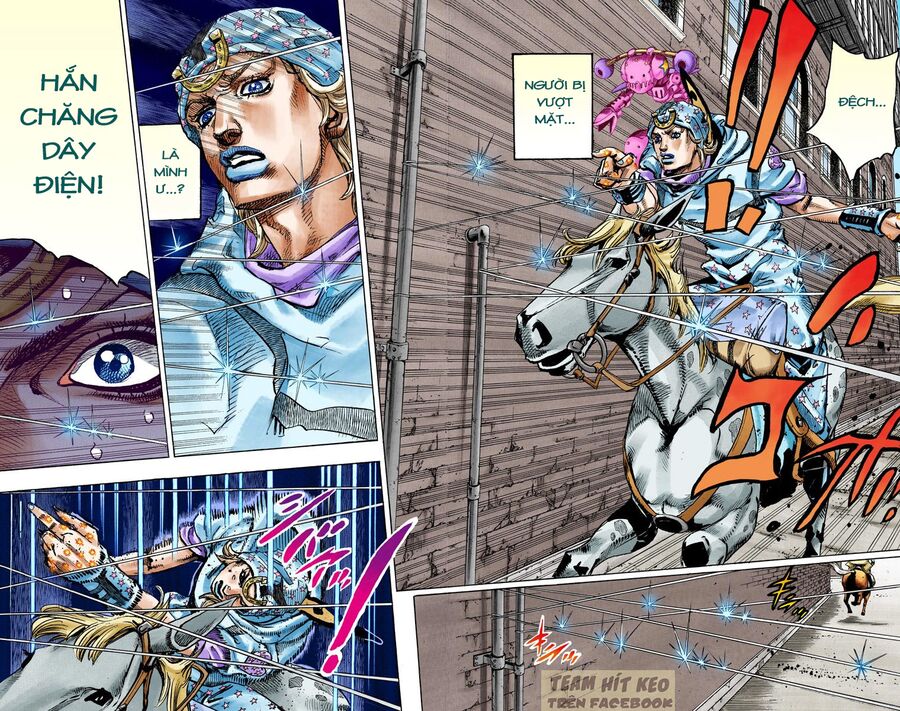 ĐỆCH...
NGƯỜI BỊ
VƯỢT
MẶT...
LÀ
MÌNH
Ư...?
HẮN
CHĂNG
DÂY
ĐIỆN!
TEAM HÍT KEO
TRÊN FACEBOOK